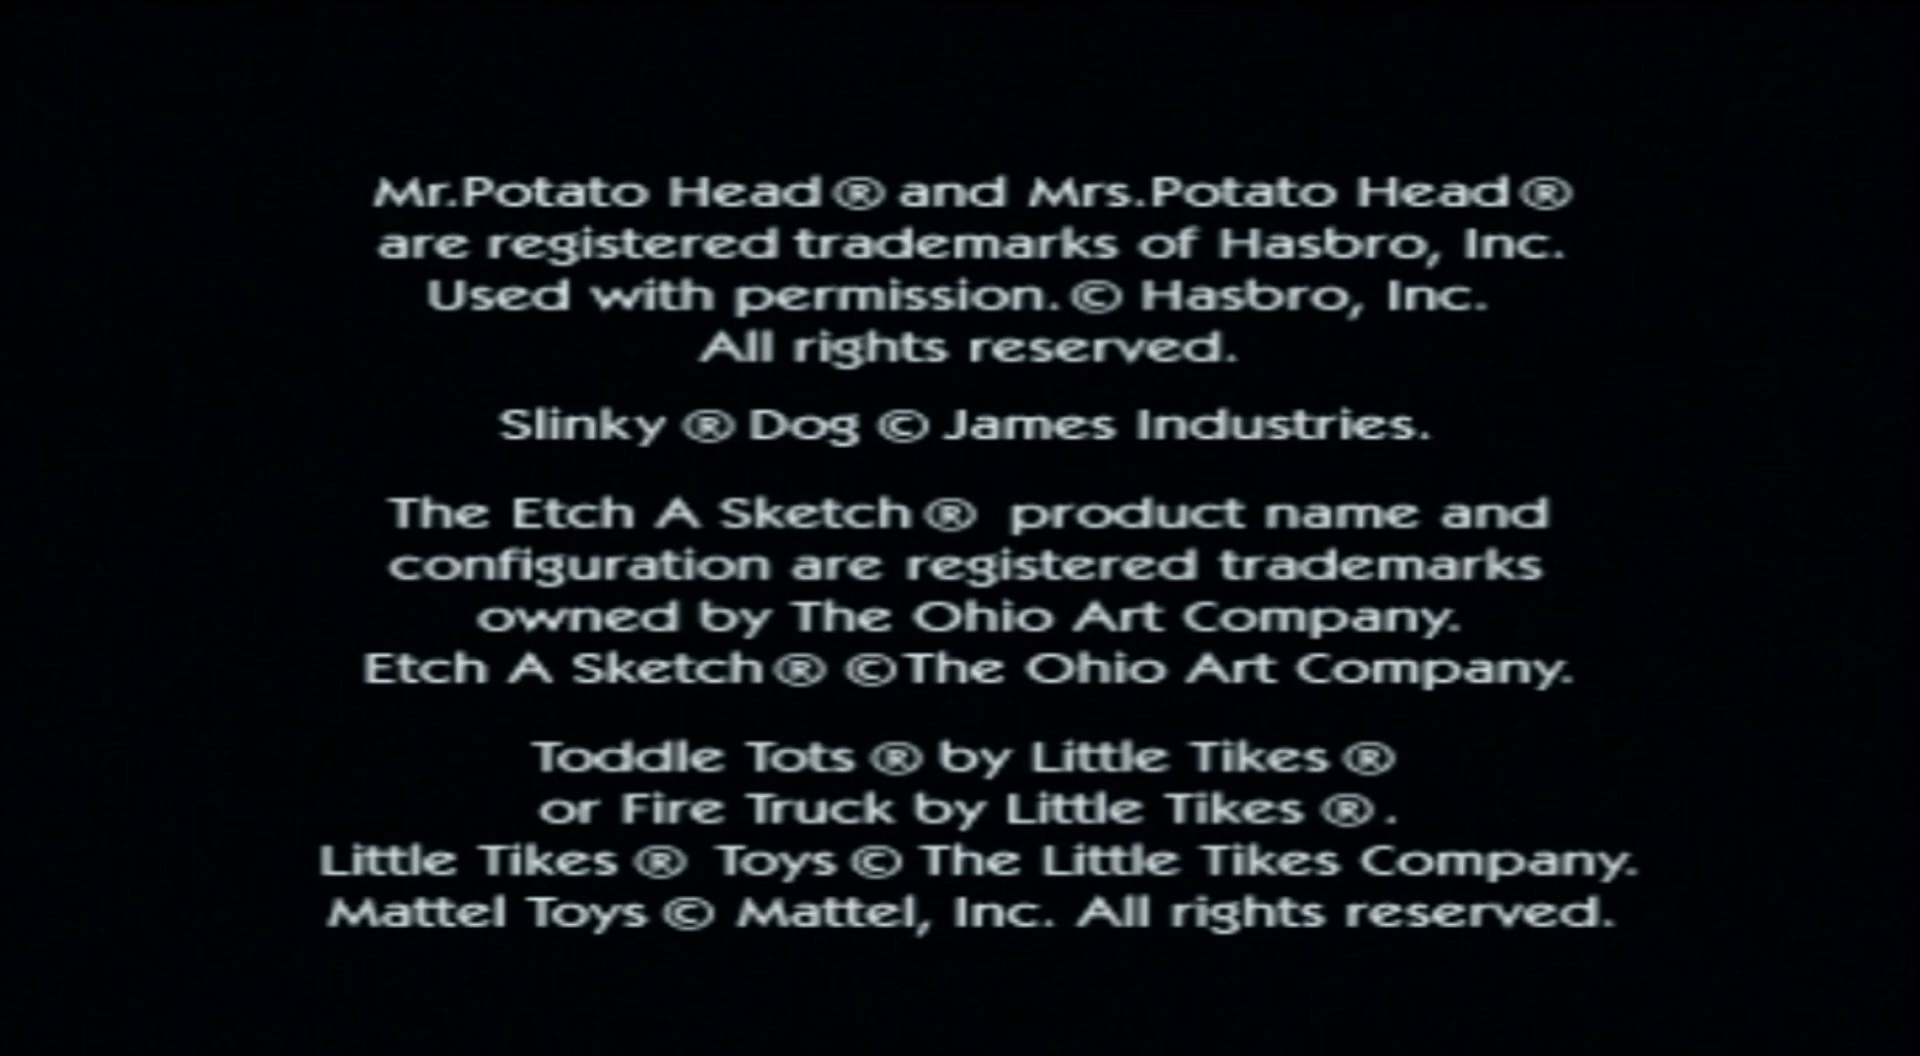 Mr.Potato Head ® and Mrs.Potato Head ®
are registered trademarks of Hasbro, Inc.
Used with permission. © Hasbro, Inc.
All rights reserved.
Slinky ® Dog © James Industries.
The Etch A Sketch ® product name and
configuration are registered trademarks
owned by The Ohio Art Company.
Etch A Sketch ® © The Ohio Art Company.
Toddle Tots ® by Little Tikes ®
or Fire Truck by Little Tikes ® .
Little Tikes ® Toys © The Little Tikes Company.
Mattel Toys © Mattel, Inc. All rights reserved.